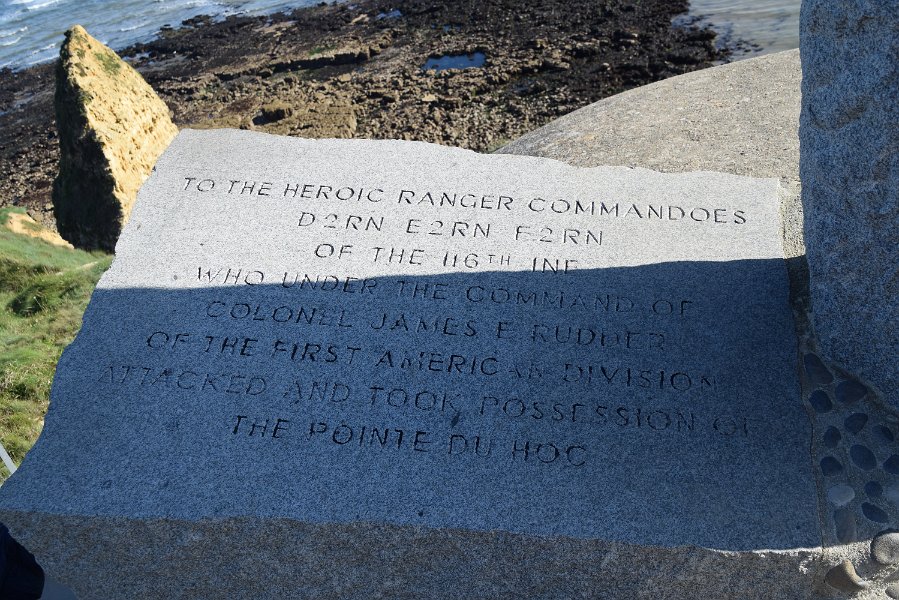 TO THE HEROIC RANGER COMMANDOES
D2RN E2RN F2RN
OF THE 116TH INF
WHO UNDER THE COMMAND OF
COLONEL JAMES E RUDDER
OF THE FIRST AMERICAN DIVISION
ATTACKED AND TOOK POSSESSION OF
THE POINTE DU HOC